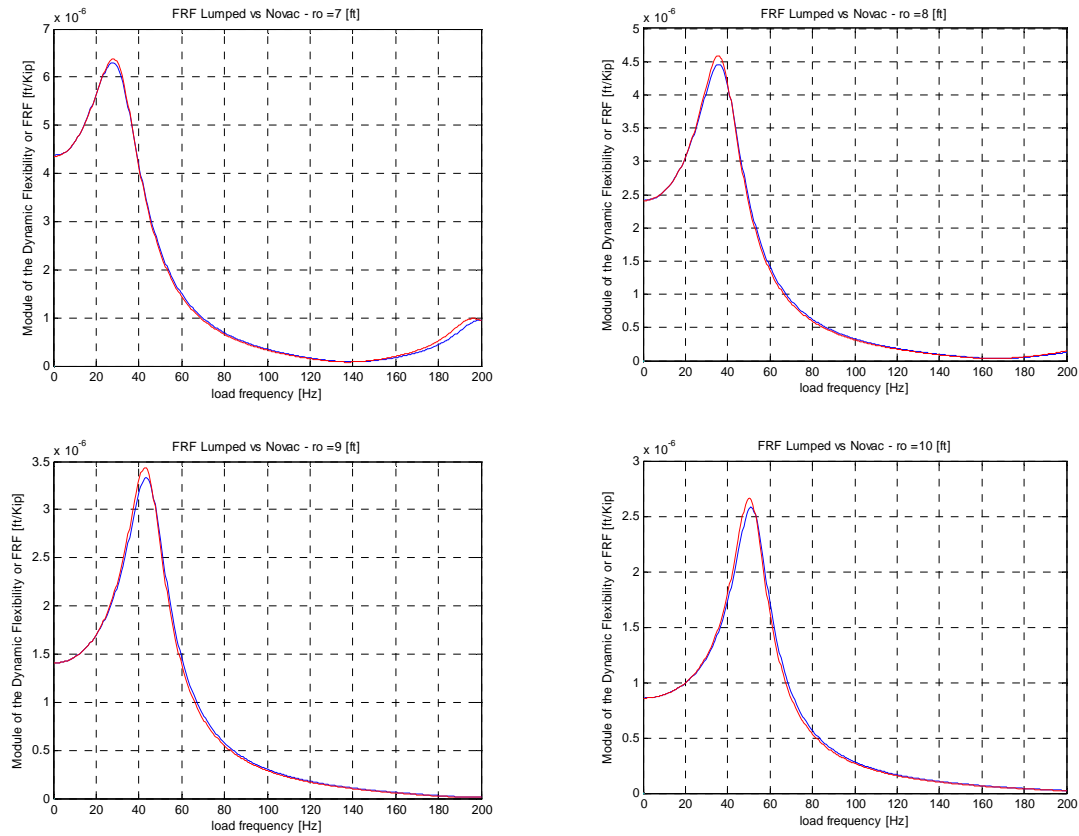 FRF Lumped vs Novac - ro =7 [ft]
x 10^-6
7
6
5
4
3
2
1
0
Module of the Dynamic Flexibility or FRF [ft/Kip]
0 20 40 60 80 100 120 140 160 180 200
load frequency [Hz]
FRF Lumped vs Novac - ro =8 [ft]
x 10^-6
5
4.5
4
3.5
3
2.5
2
1.5
1
0.5
0
Module of the Dynamic Flexibility or FRF [ft/Kip]
0 20 40 60 80 100 120 140 160 180 200
load frequency [Hz]
FRF Lumped vs Novac - ro =9 [ft]
x 10^-6
3.5
3
2.5
2
1.5
1
0.5
0
Module of the Dynamic Flexibility or FRF [ft/Kip]
0 20 40 60 80 100 120 140 160 180 200
load frequency [Hz]
FRF Lumped vs Novac - ro =10 [ft]
x 10^-6
3
2.5
2
1.5
1
0.5
0
Module of the Dynamic Flexibility or FRF [ft/Kip]
0 20 40 60 80 100 120 140 160 180 200
load frequency [Hz]